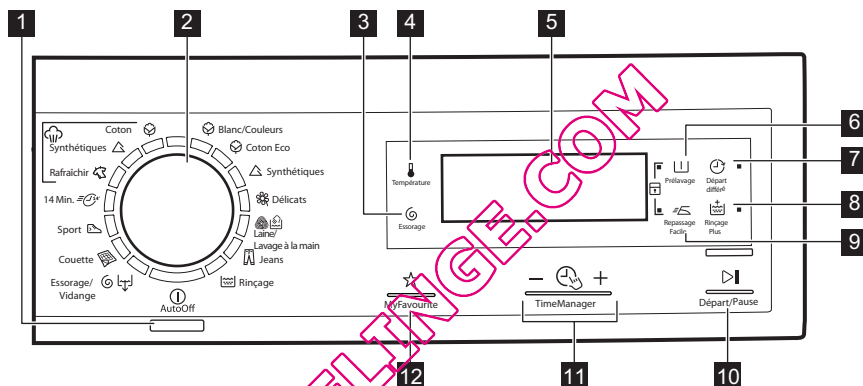 1
2
3
4
5
6
7
8
9
10
11
12
Coton
Synthétiques
Rafraîchir
14 Min.
14'
Sport
Couette
Essorage/
Vidange
AutoOff
Blanc/Couleurs
Coton Eco
Synthétiques
Délicats
Laine/
Lavage à la main
Jeans
Rinçage
Température
Essorage
Prélavage
Départ
différé
Repassage
Facile
Rinçage
Plus
MyFavourite
TimeManager
Départ/Pause
ELINGE.COM